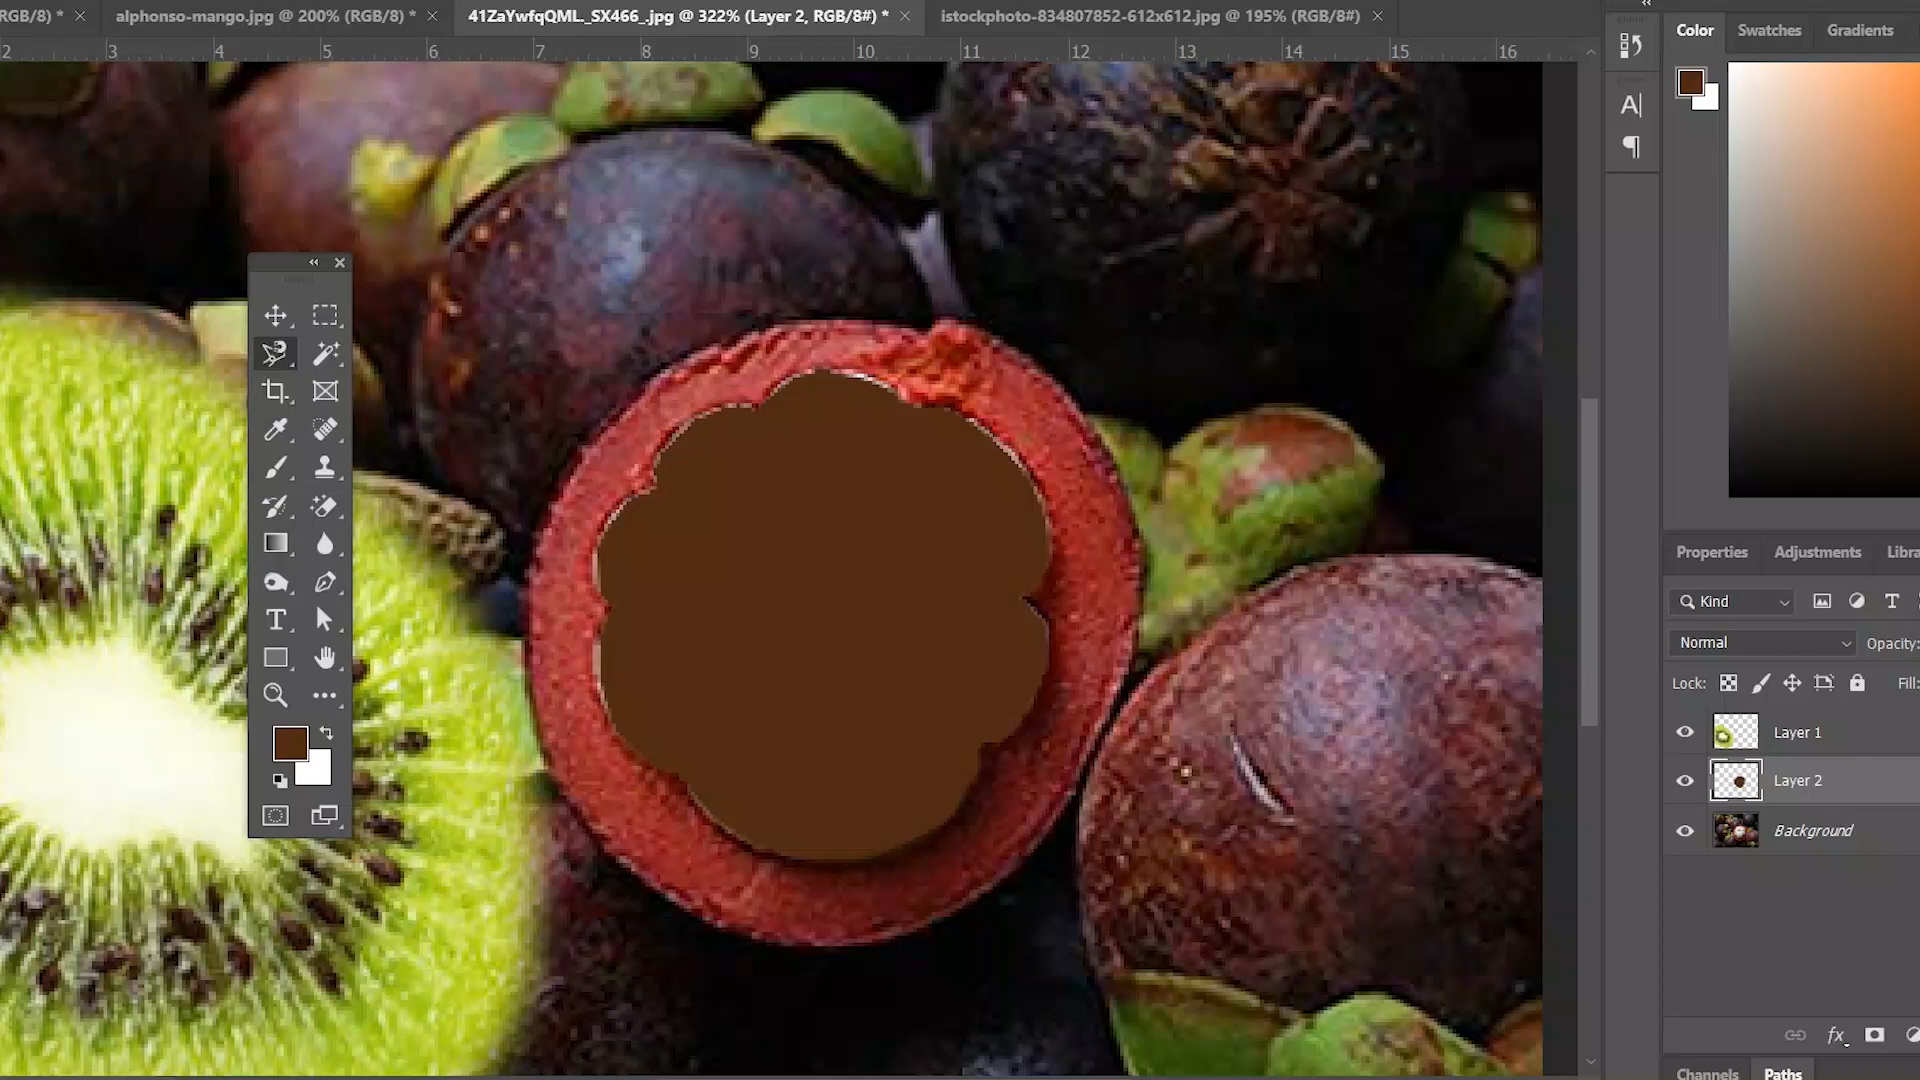 RGB/8) *
alphonso-mango.jpg @ 200% (RGB/8) *
41ZaYwfqQML._SX466_.jpg @ 322% (Layer 2, RGB/8#) *
istockphoto-834807852-612x612.jpg @ 195% (RGB/8#)
2 3 4 5 6 7 8 9 10 11 12 13 14 15 16
Color Swatches Gradients
Properties Adjustments Libra
Kind
Normal Opacity:
Lock: Fill:
Layer 1
Layer 2
Background
fx
Channels Paths